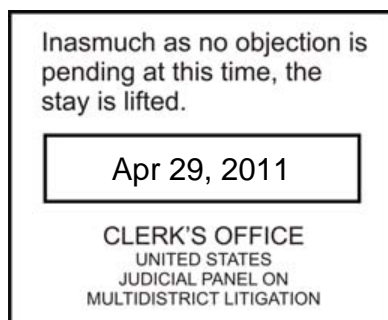 Inasmuch as no objection is
pending at this time, the
stay is lifted.
Apr 29, 2011
CLERK'S OFFICE
UNITED STATES
JUDICIAL PANEL ON
MULTIDISTRICT LITIGATION